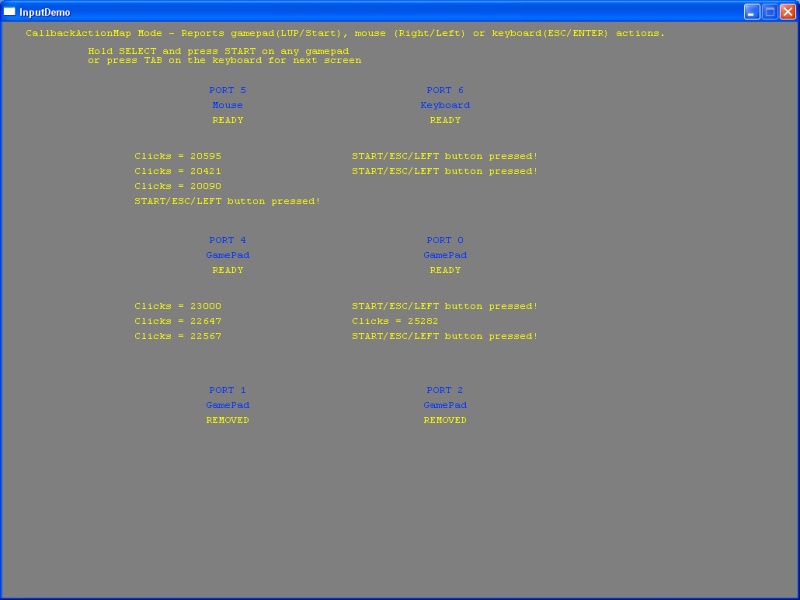 InputDemo
CallbackActionMap Mode - Reports gamepad(LUP/Start), mouse (Right/Left) or keyboard(ESC/ENTER) actions.
Hold SELECT and press START on any gamepad
or press TAB on the keyboard for next screen
PORT 5 PORT 6
Mouse Keyboard
READY READY
Clicks = 20595 START/ESC/LEFT button pressed!
Clicks = 20421 START/ESC/LEFT button pressed!
Clicks = 20090
START/ESC/LEFT button pressed!
PORT 4 PORT 0
GamePad GamePad
READY READY
Clicks = 23000 START/ESC/LEFT button pressed!
Clicks = 22647 Clicks = 25282
Clicks = 22567 START/ESC/LEFT button pressed!
PORT 1 PORT 2
GamePad GamePad
REMOVED REMOVED